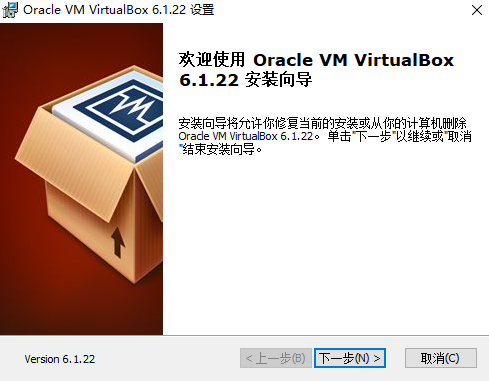 Oracle VM VirtualBox 6.1.22 设置
欢迎使用 Oracle VM VirtualBox
6.1.22 安装向导
安装向导将允许你修复当前的安装或从你的计算机删除
Oracle VM VirtualBox 6.1.22。 单击"下一步"以继续或"取消
"结束安装向导。
Version 6.1.22
< 上一步(B)
下一步(N) >
取消(C)